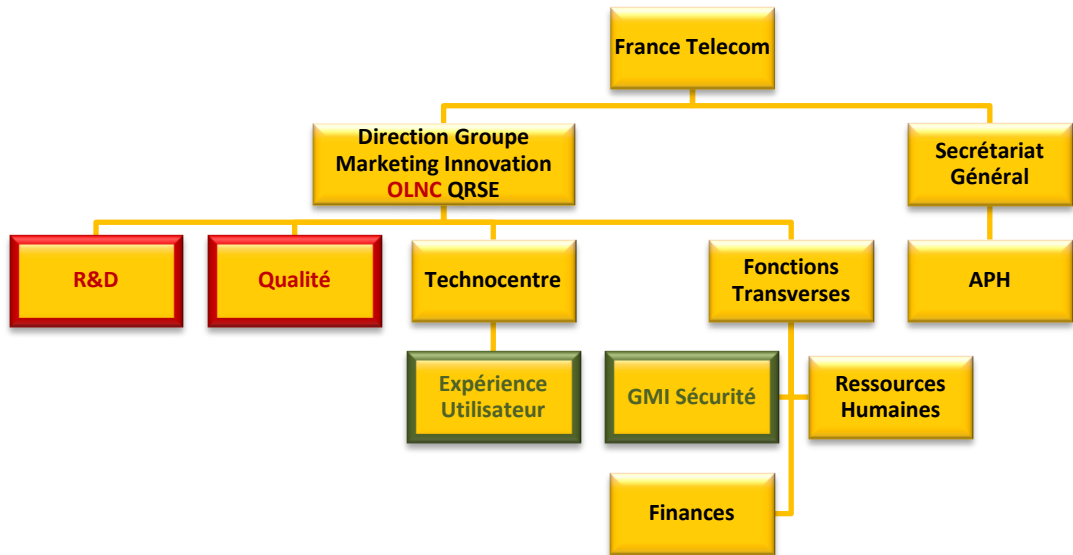 France Telecom
Direction Groupe
Marketing Innovation
OLNC QRSE
Secrétariat
Général
R&D
Qualité
Technocentre
Fonctions
Transverses
APH
Expérience
Utilisateur
GMI Sécurité
Ressources
Humaines
Finances